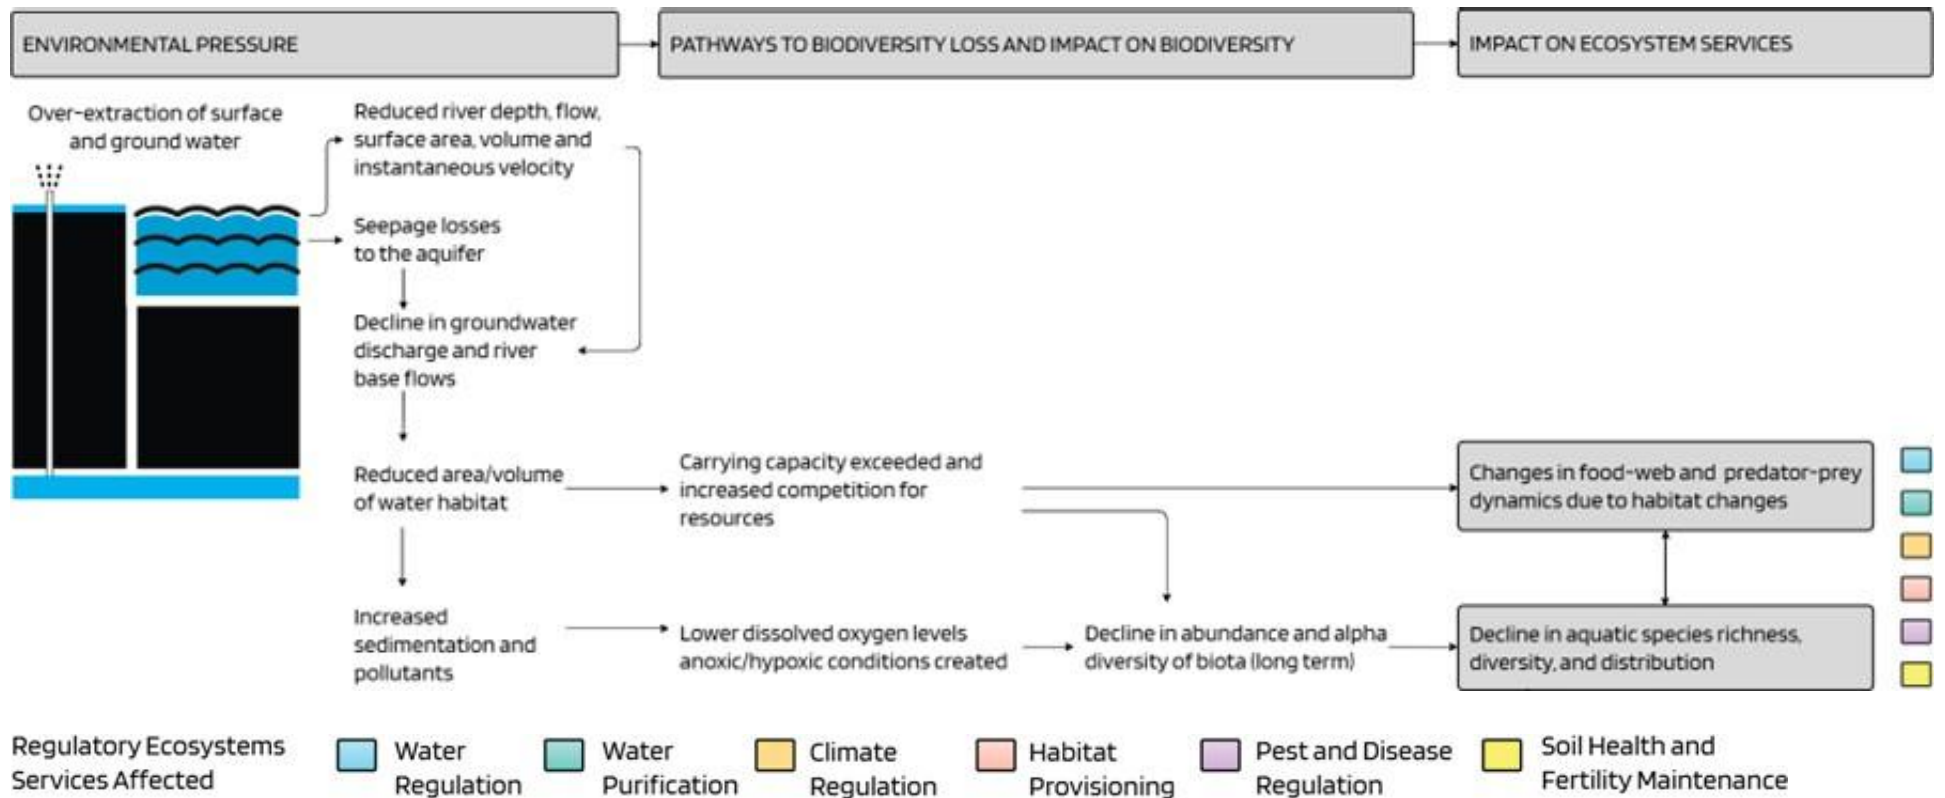 ENVIRONMENTAL PRESSURE
PATHWAYS TO BIODIVERSITY LOSS AND IMPACT ON BIODIVERSITY
IMPACT ON ECOSYSTEM SERVICES
Over-extraction of surface
and ground water
Reduced river depth, flow,
surface area, volume and
instantaneous velocity
Seepage losses
to the aquifer
Decline in groundwater
discharge and river
base flows
Reduced area/volume
of water habitat
Carrying capacity exceeded and
increased competition for
resources
Changes in food-web and predator-prey
dynamics due to habitat changes
Increased
sedimentation and
pollutants
Lower dissolved oxygen levels
anoxic/hypoxic conditions created
Decline in abundance and alpha
diversity of biota (long term)
Decline in aquatic species richness,
diversity, and distribution
Regulatory Ecosystems
Services Affected
Water
Regulation
Water
Purification
Climate
Regulation
Habitat
Provisioning
Pest and Disease
Regulation
Soil Health and
Fertility Maintenance